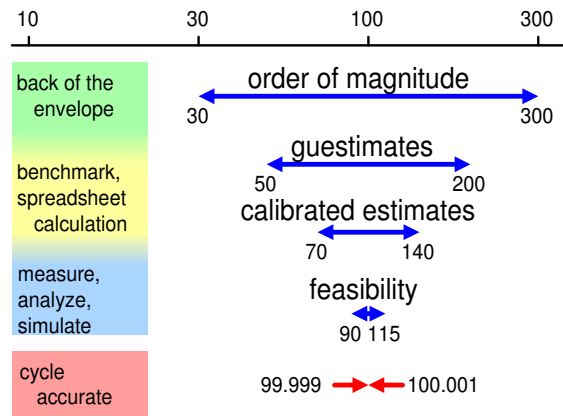 10 30 100 300
back of the
envelope
order of magnitude
30 300
guestimates
50 200
benchmark,
spreadsheet
calculation
calibrated estimates
70 140
measure,
analyze,
simulate
feasibility
90 115
cycle
accurate
99.999 100.001